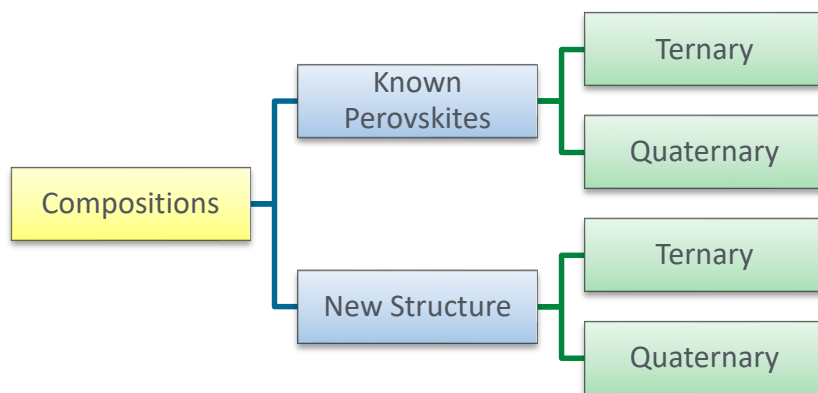 Compositions
Known
Perovskites
Ternary
Quaternary
New Structure
Ternary
Quaternary